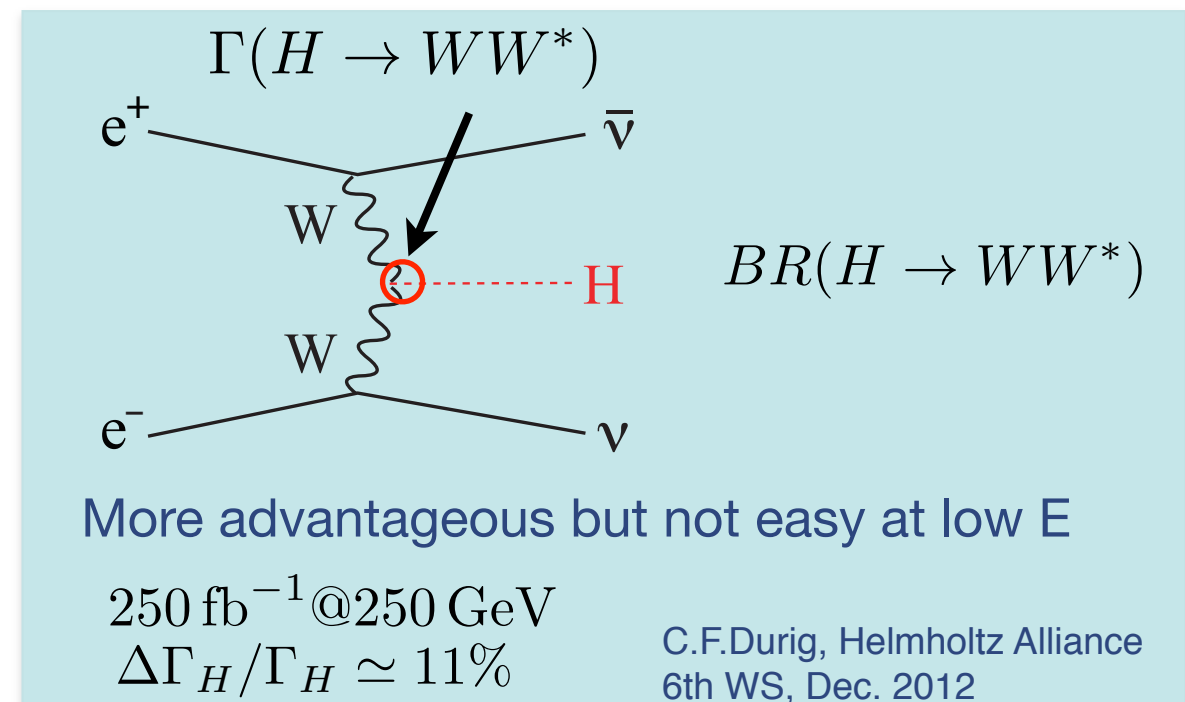 Γ(H → WW*)
e⁺
ν̄
W
H
BR(H → WW*)
W
e⁻
ν
More advantageous but not easy at low E
250 fb⁻¹@250 GeV
ΔΓ_H/Γ_H ≃ 11%
C.F.Durig, Helmholtz Alliance
6th WS, Dec. 2012